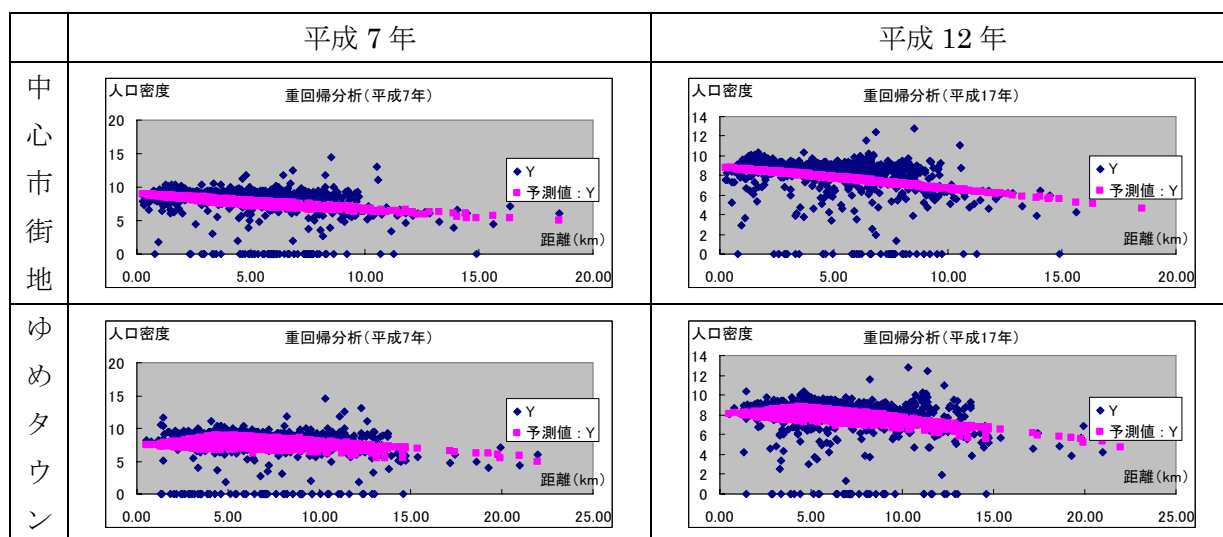 平成 7 年
平成 12 年
中心市街地
人口密度
重回帰分析(平成7年)
20
15
10
5
0
Y
予測値：Y
距離(km)
0.00 5.00 10.00 15.00 20.00
人口密度
重回帰分析(平成17年)
14
12
10
8
6
4
2
0
Y
予測値：Y
距離(km)
0.00 5.00 10.00 15.00 20.00
ゆめタウン
人口密度
重回帰分析(平成7年)
20
15
10
5
0
Y
予測値：Y
距離(km)
0.00 5.00 10.00 15.00 20.00 25.00
人口密度
重回帰分析(平成17年)
14
12
10
8
6
4
2
0
Y
予測値：Y
距離(km)
0.00 5.00 10.00 15.00 20.00 25.00